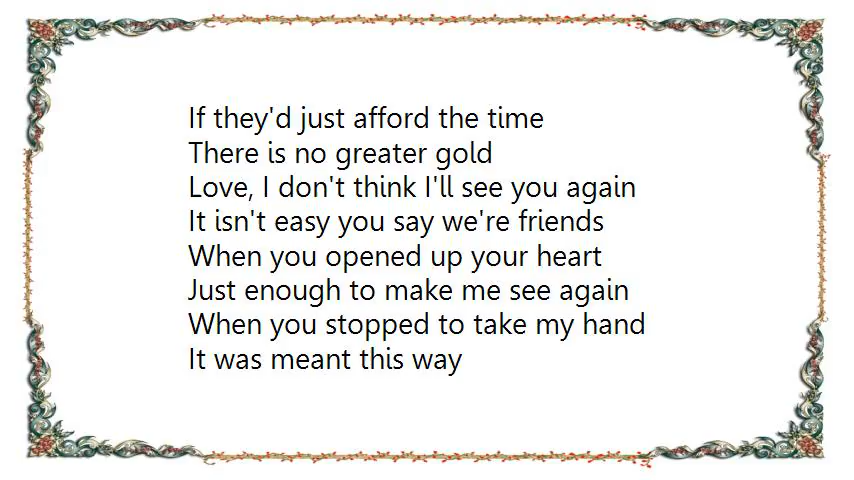 If they'd just afford the time
There is no greater gold
Love, I don't think I'll see you again
It isn't easy you say we're friends
When you opened up your heart
Just enough to make me see again
When you stopped to take my hand
It was meant this way